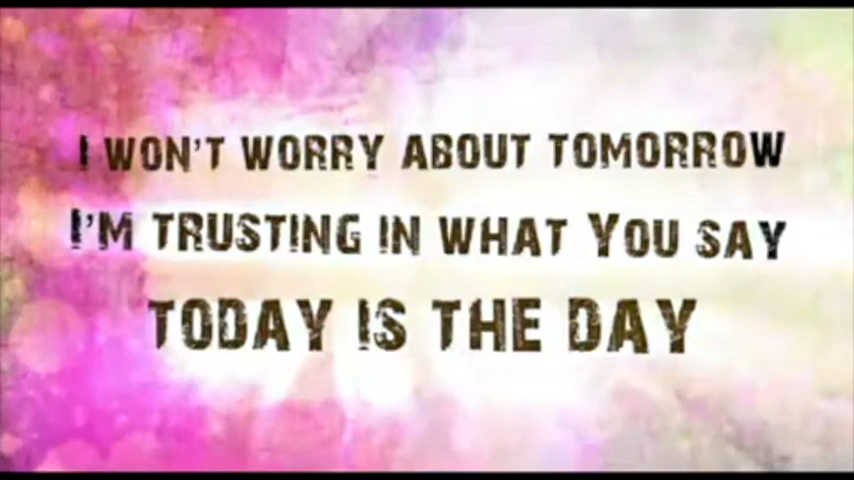 I WON'T WORRY ABOUT TOMORROW
I'M TRUSTING IN WHAT YOU SAY
TODAY IS THE DAY